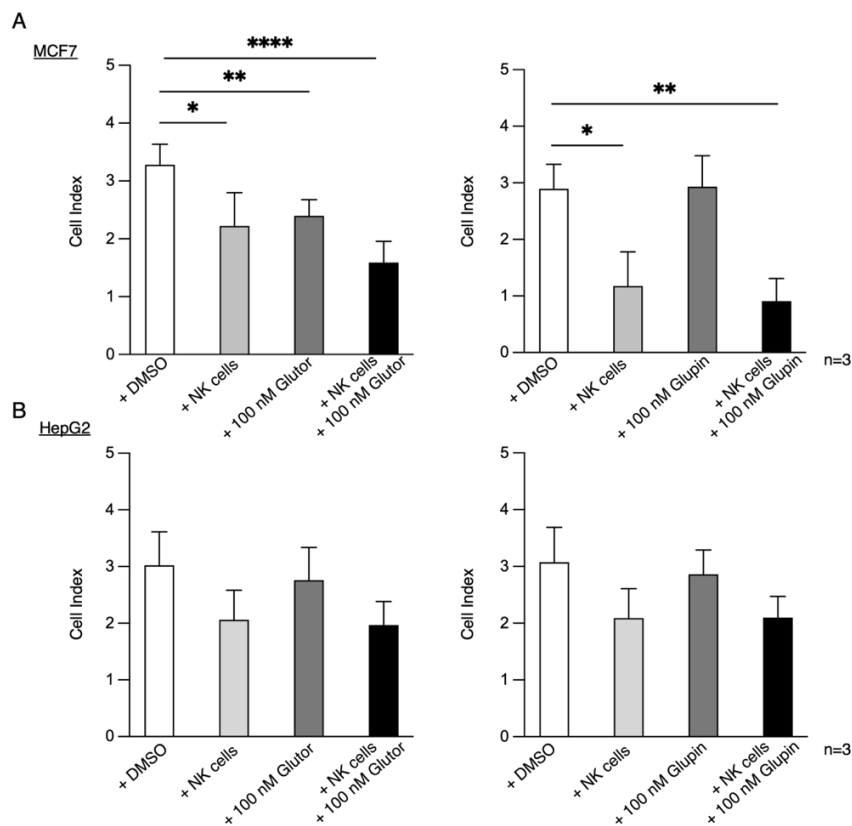 A
MCF7
****
**
*
5
4
3
2
1
0
Cell Index
+ DMSO
+ NK cells
+ 100 nM Glutor
+ NK cells
+ 100 nM Glutor
**
*
5
4
3
2
1
0
Cell Index
+ DMSO
+ NK cells
+ 100 nM Glupin
+ NK cells
+ 100 nM Glupin
n=3
B
HepG2
5
4
3
2
1
0
Cell Index
+ DMSO
+ NK cells
+ 100 nM Glutor
+ NK cells
+ 100 nM Glutor
5
4
3
2
1
0
Cell Index
+ DMSO
+ NK cells
+ 100 nM Glupin
+ NK cells
+ 100 nM Glupin
n=3